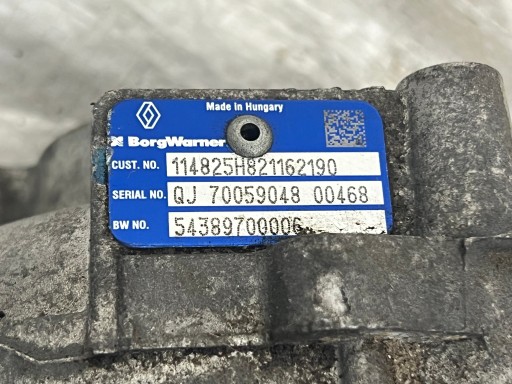 Made in Hungary
BorgWarner
CUST. NO. 114825H821162190
SERIAL NO. QJ 70059048 00468
BW NO. 54389700006